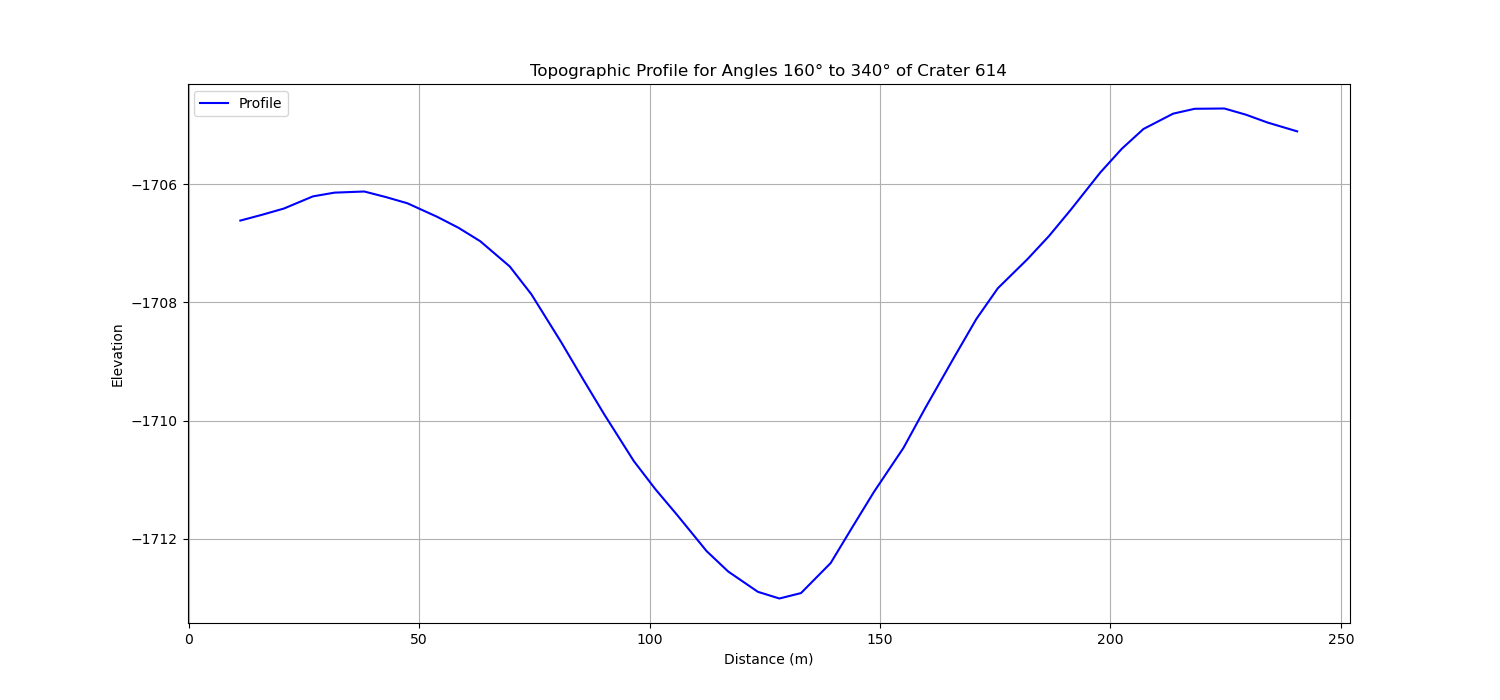 Topographic Profile for Angles 160° to 340° of Crater 614
Profile
−1706
−1708
−1710
−1712
Elevation
0 50 100 150 200 250
Distance (m)